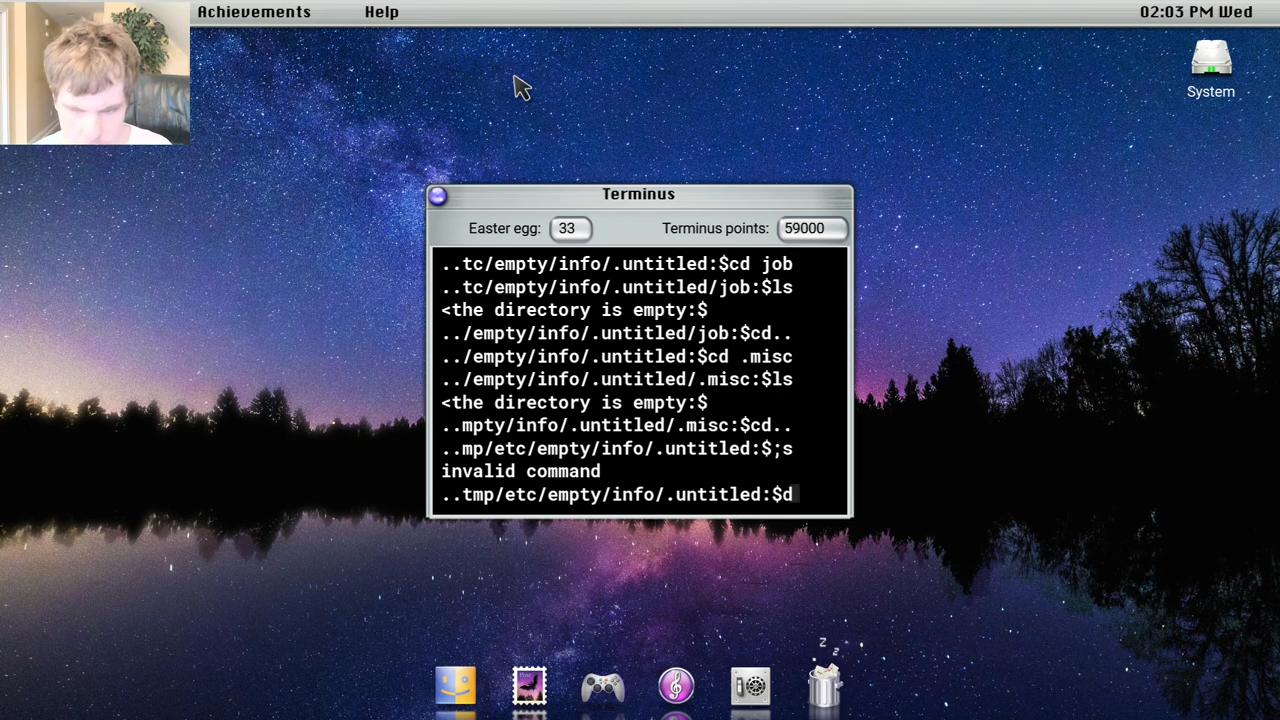 Achievements Help 02:03 PM Wed
System
Terminus
Easter egg: 33 Terminus points: 59000
..tc/empty/info/.untitled:$cd job
..tc/empty/info/.untitled/job:$ls
<the directory is empty:$
../empty/info/.untitled/job:$cd..
../empty/info/.untitled:$cd .misc
../empty/info/.untitled/.misc:$ls
<the directory is empty:$
..mpty/info/.untitled/.misc:$cd..
..mp/etc/empty/info/.untitled:$;s
invalid command
..tmp/etc/empty/info/.untitled:$d
z
z